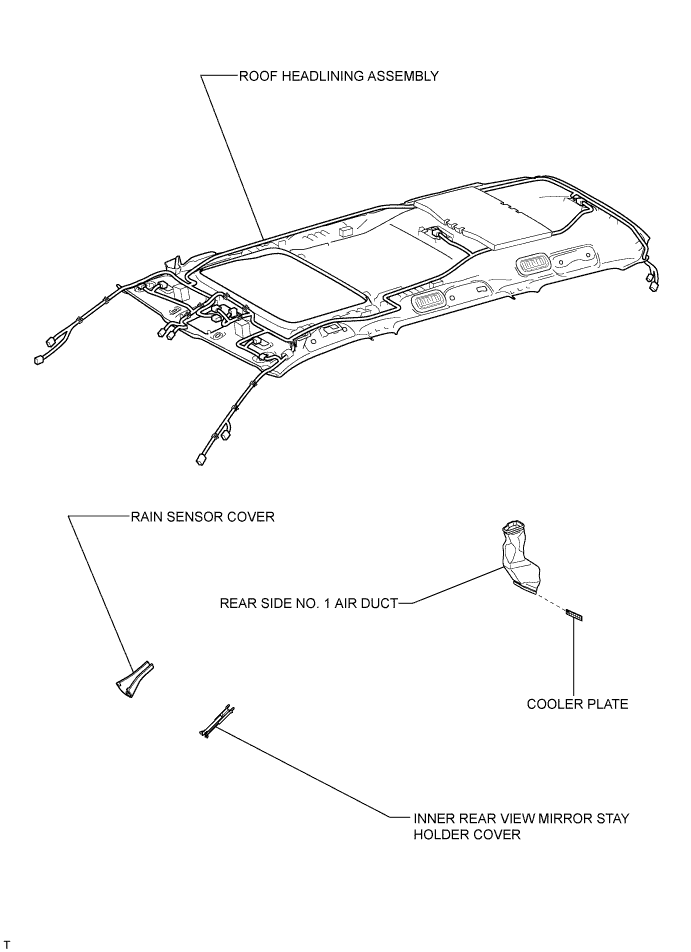 ROOF HEADLINING ASSEMBLY
RAIN SENSOR COVER
REAR SIDE NO. 1 AIR DUCT
COOLER PLATE
INNER REAR VIEW MIRROR STAY
HOLDER COVER
T